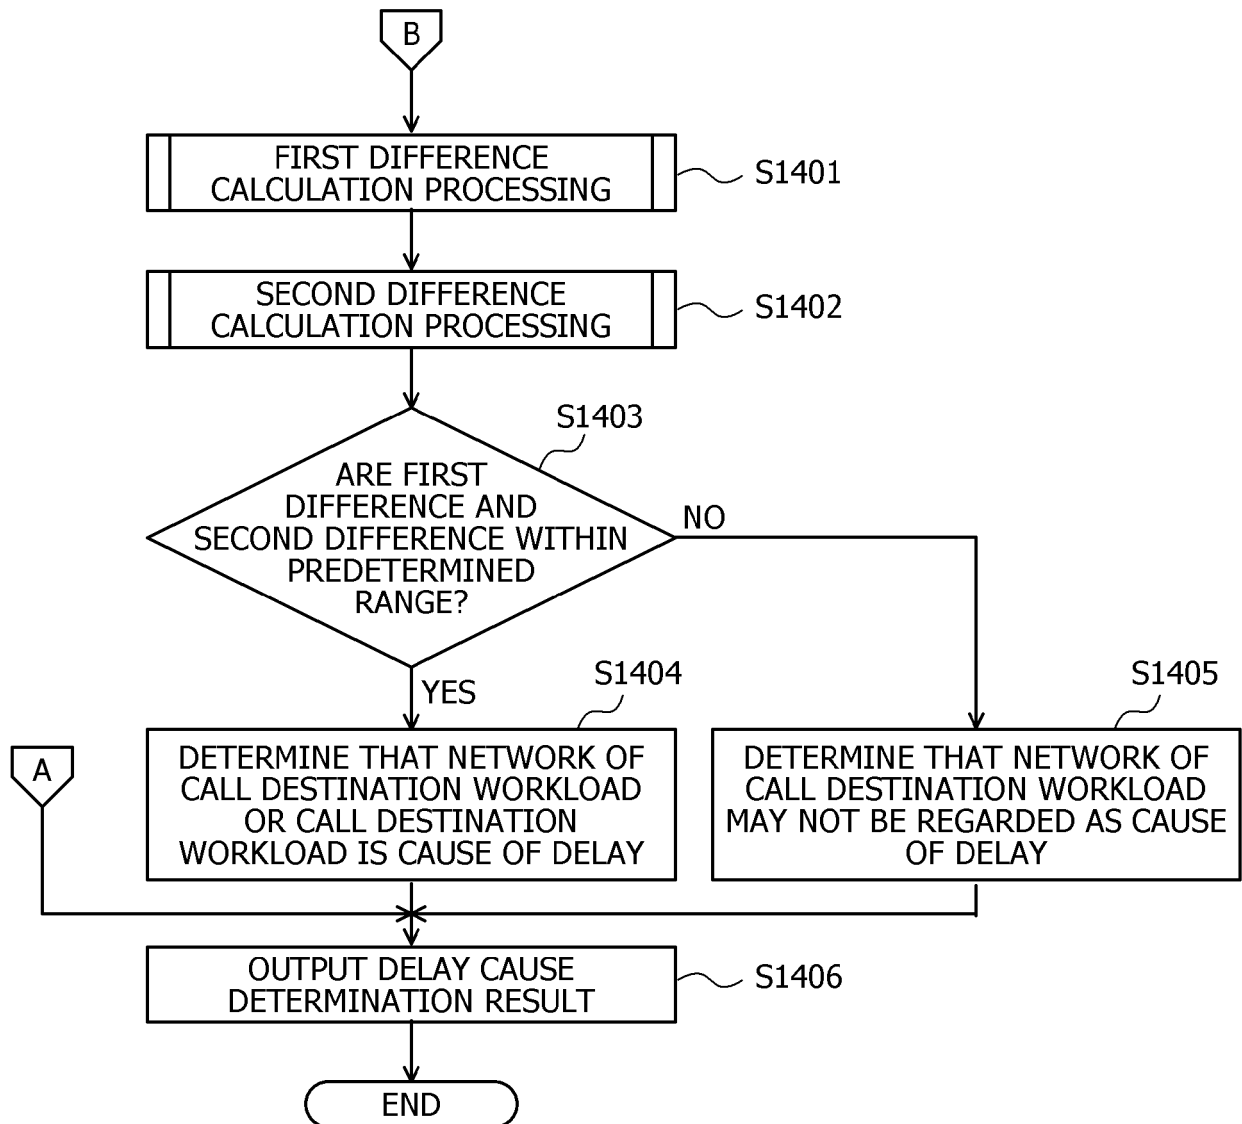 B
FIRST DIFFERENCE
CALCULATION PROCESSING
S1401
SECOND DIFFERENCE
CALCULATION PROCESSING
S1402
S1403
ARE FIRST
DIFFERENCE AND
SECOND DIFFERENCE WITHIN
PREDETERMINED
RANGE?
NO
YES
S1404
S1405
A
DETERMINE THAT NETWORK OF
CALL DESTINATION WORKLOAD
OR CALL DESTINATION
WORKLOAD IS CAUSE OF DELAY
DETERMINE THAT NETWORK OF
CALL DESTINATION WORKLOAD
MAY NOT BE REGARDED AS CAUSE
OF DELAY
OUTPUT DELAY CAUSE
DETERMINATION RESULT
S1406
END